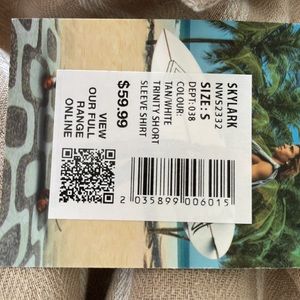 SKYLARK
NWS2332
SIZE: S
DEPT: 038
COLOUR:
TAN/WHITE
TRINITY SHORT
SLEEVE SHIRT
$59.99
VIEW
OUR FULL
RANGE
ONLINE
2 035899 006015